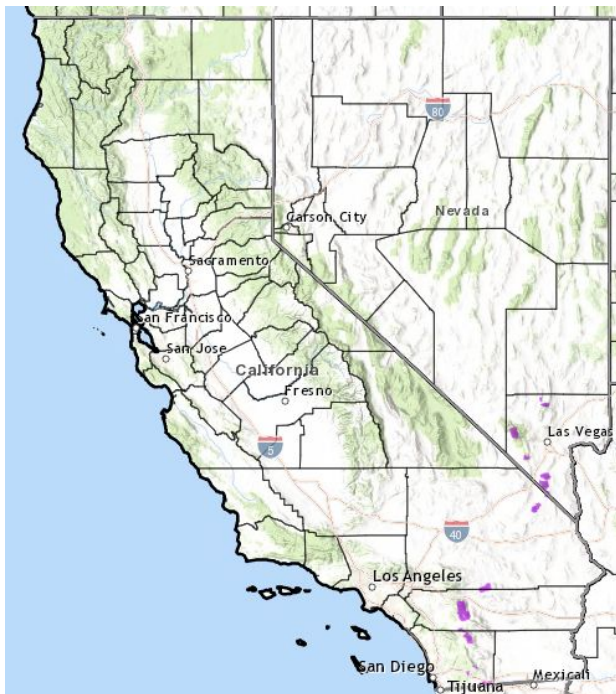 80
Nevada
Carson City
Sacramento
San Francisco
San Jose
California
Fresno
Las Vegas
5
40
Los Angeles
San Diego
Mexicali
Tijuana